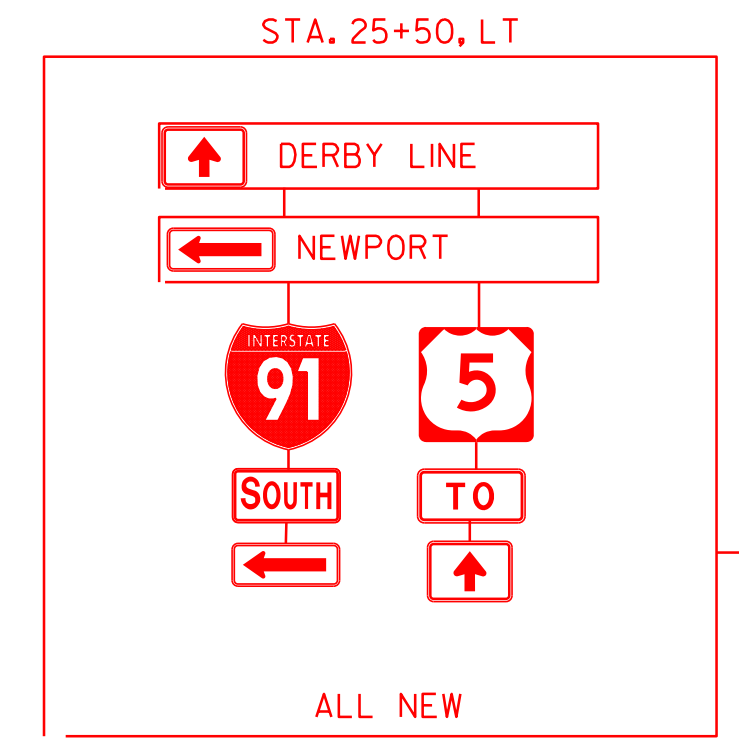 STA. 25+50, LT
DERBY LINE
NEWPORT
INTERSTATE
91
5
SOUTH
TO
ALL NEW